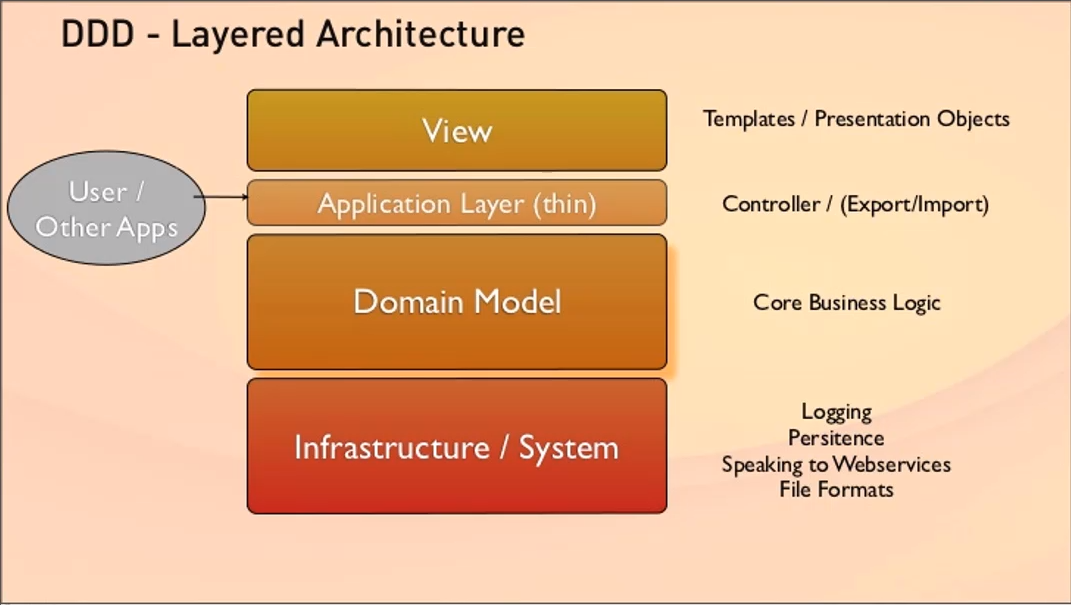 DDD - Layered Architecture
View
Templates / Presentation Objects
User /
Other Apps
Application Layer (thin)
Controller / (Export/Import)
Domain Model
Core Business Logic
Infrastructure / System
Logging
Persitence
Speaking to Webservices
File Formats